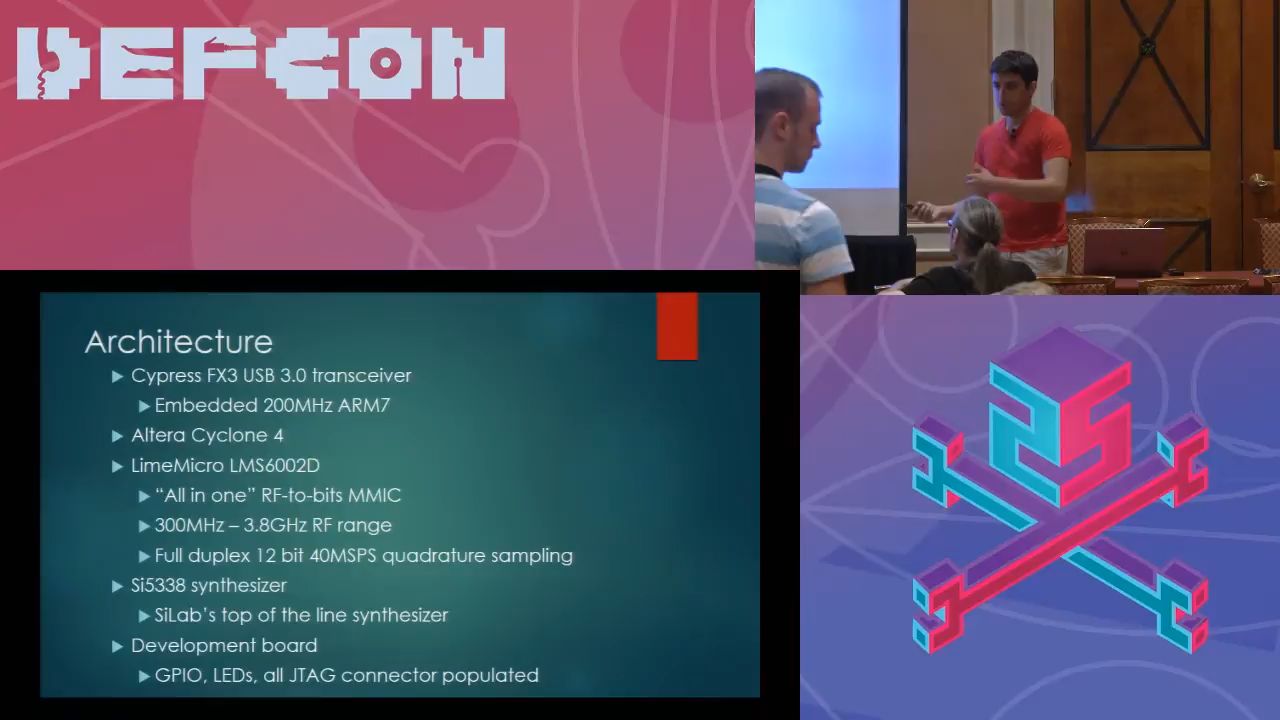 DEFCON
Architecture
Cypress FX3 USB 3.0 transceiver
Embedded 200MHz ARM7
Altera Cyclone 4
LimeMicro LMS6002D
“All in one” RF-to-bits MMIC
300MHz – 3.8GHz RF range
Full duplex 12 bit 40MSPS quadrature sampling
Si5338 synthesizer
SiLab’s top of the line synthesizer
Development board
GPIO, LEDs, all JTAG connector populated
25